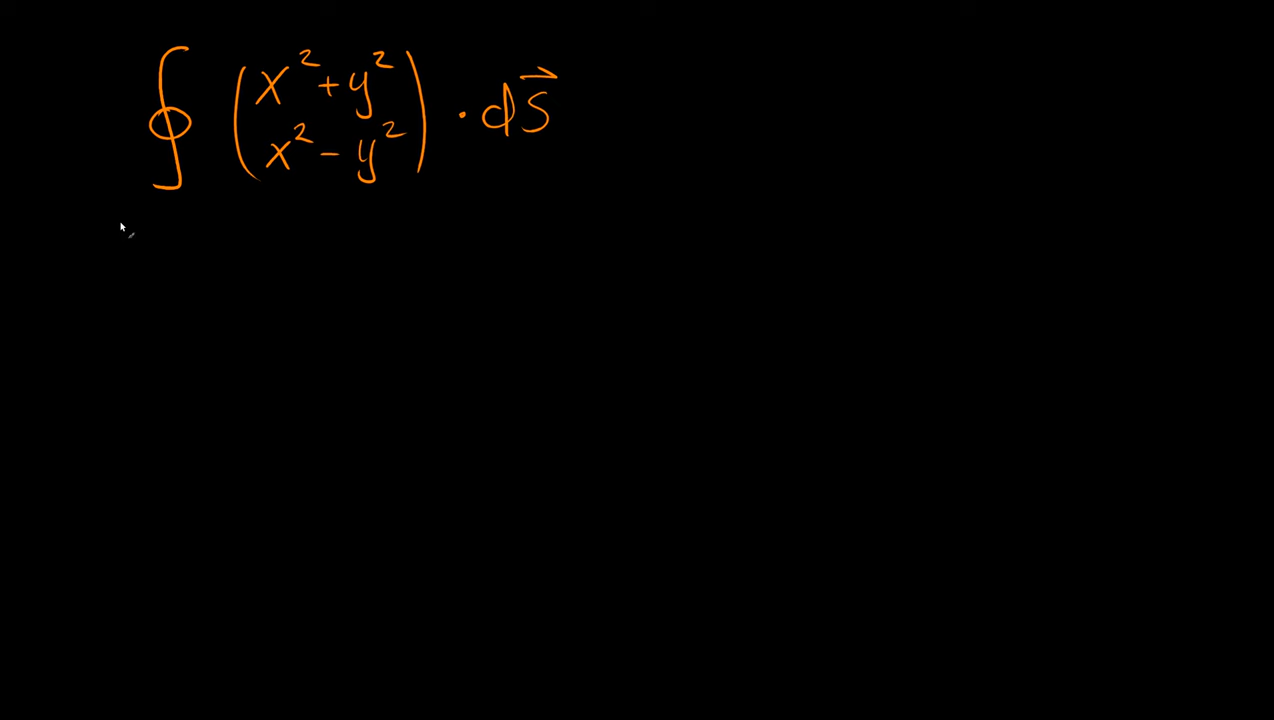 ∮ (x² + y²
x² − y²) · dS⃗